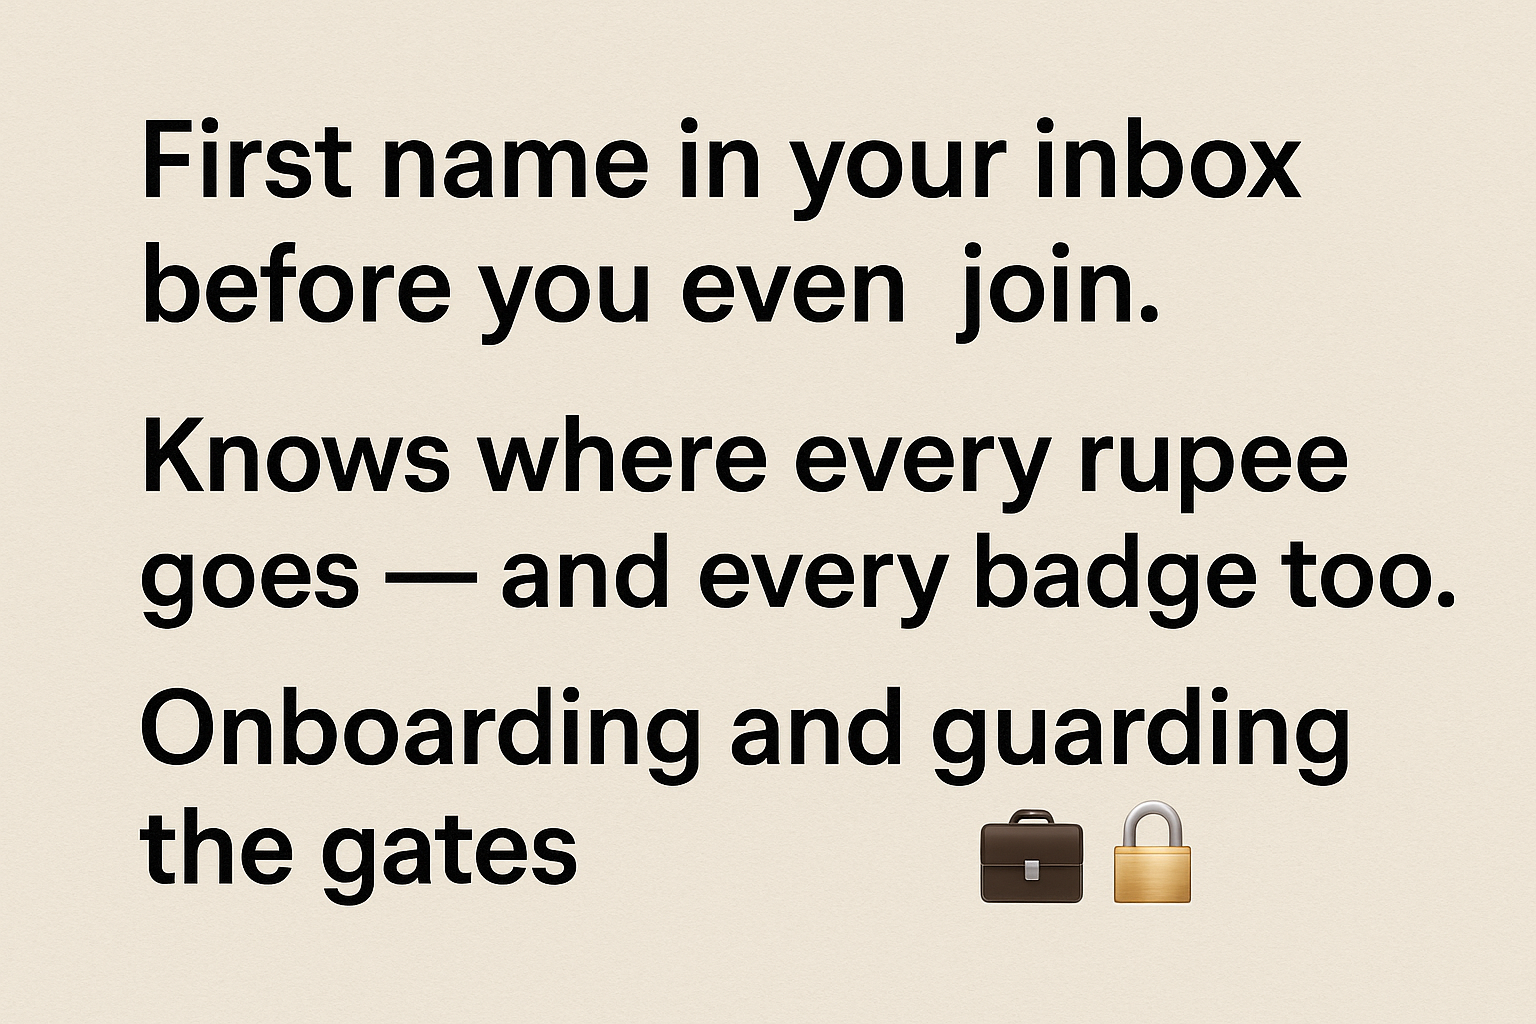 First name in your inbox
before you even  join.
Knows where every rupee
goes — and every badge too.
Onboarding and guarding
the gates 💼 🔒